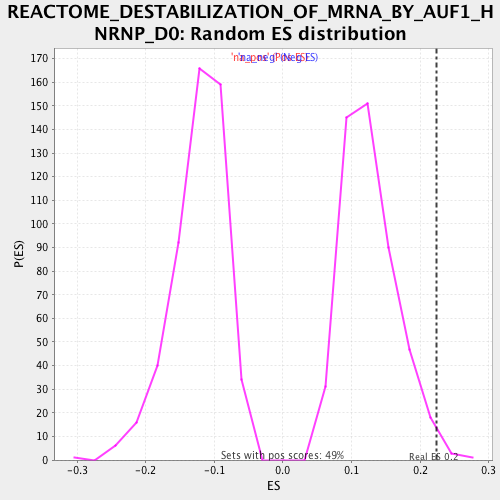 REACTOME_DESTABILIZATION_OF_MRNA_BY_AUF1_H
NRNP_D0: Random ES distribution
170
160
150
140
130
120
110
100
90
80
70
60
50
40
30
20
10
0
P(ES)
Sets with pos scores: 49%
Real ES 0.2
-0.3 -0.2 -0.1 0.0 0.1 0.2 0.3
ES